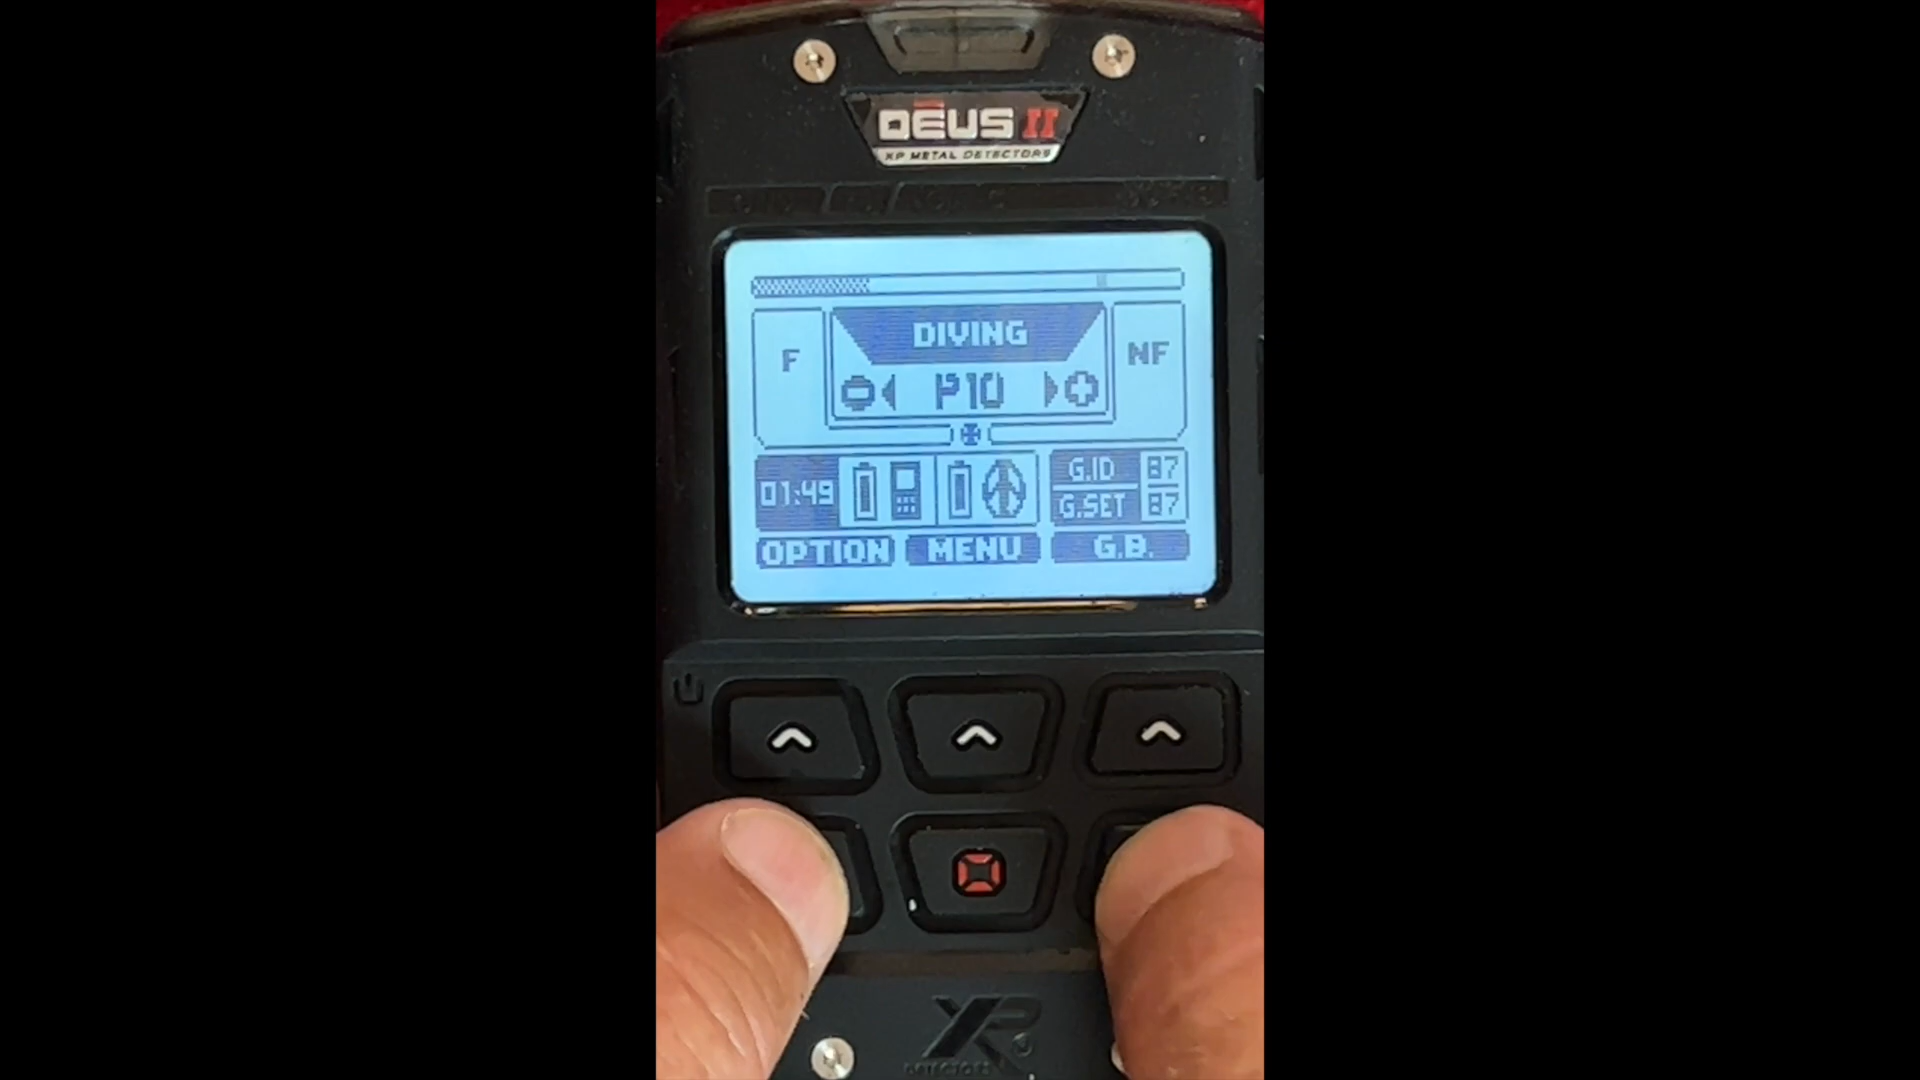 DEUS II
XP METAL DETECTORS
DIVING
F
NF
P10
01:49
G.ID 87
G.SET 87
OPTION
MENU
G.B.
XP